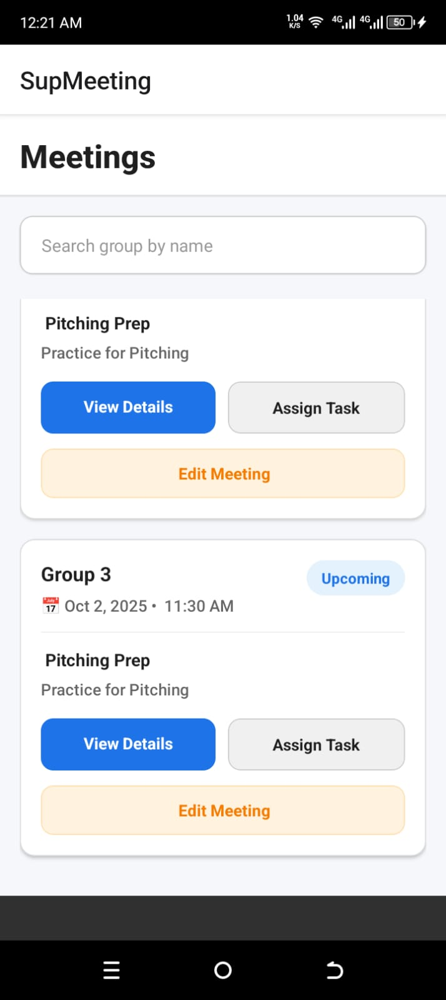 12:21 AM 1.04 K/S 4G 4G 50
SupMeeting
Meetings
Search group by name
Pitching Prep
Practice for Pitching
View Details Assign Task
Edit Meeting
Group 3 Upcoming
July 17 Oct 2, 2025 • 11:30 AM
Pitching Prep
Practice for Pitching
View Details Assign Task
Edit Meeting